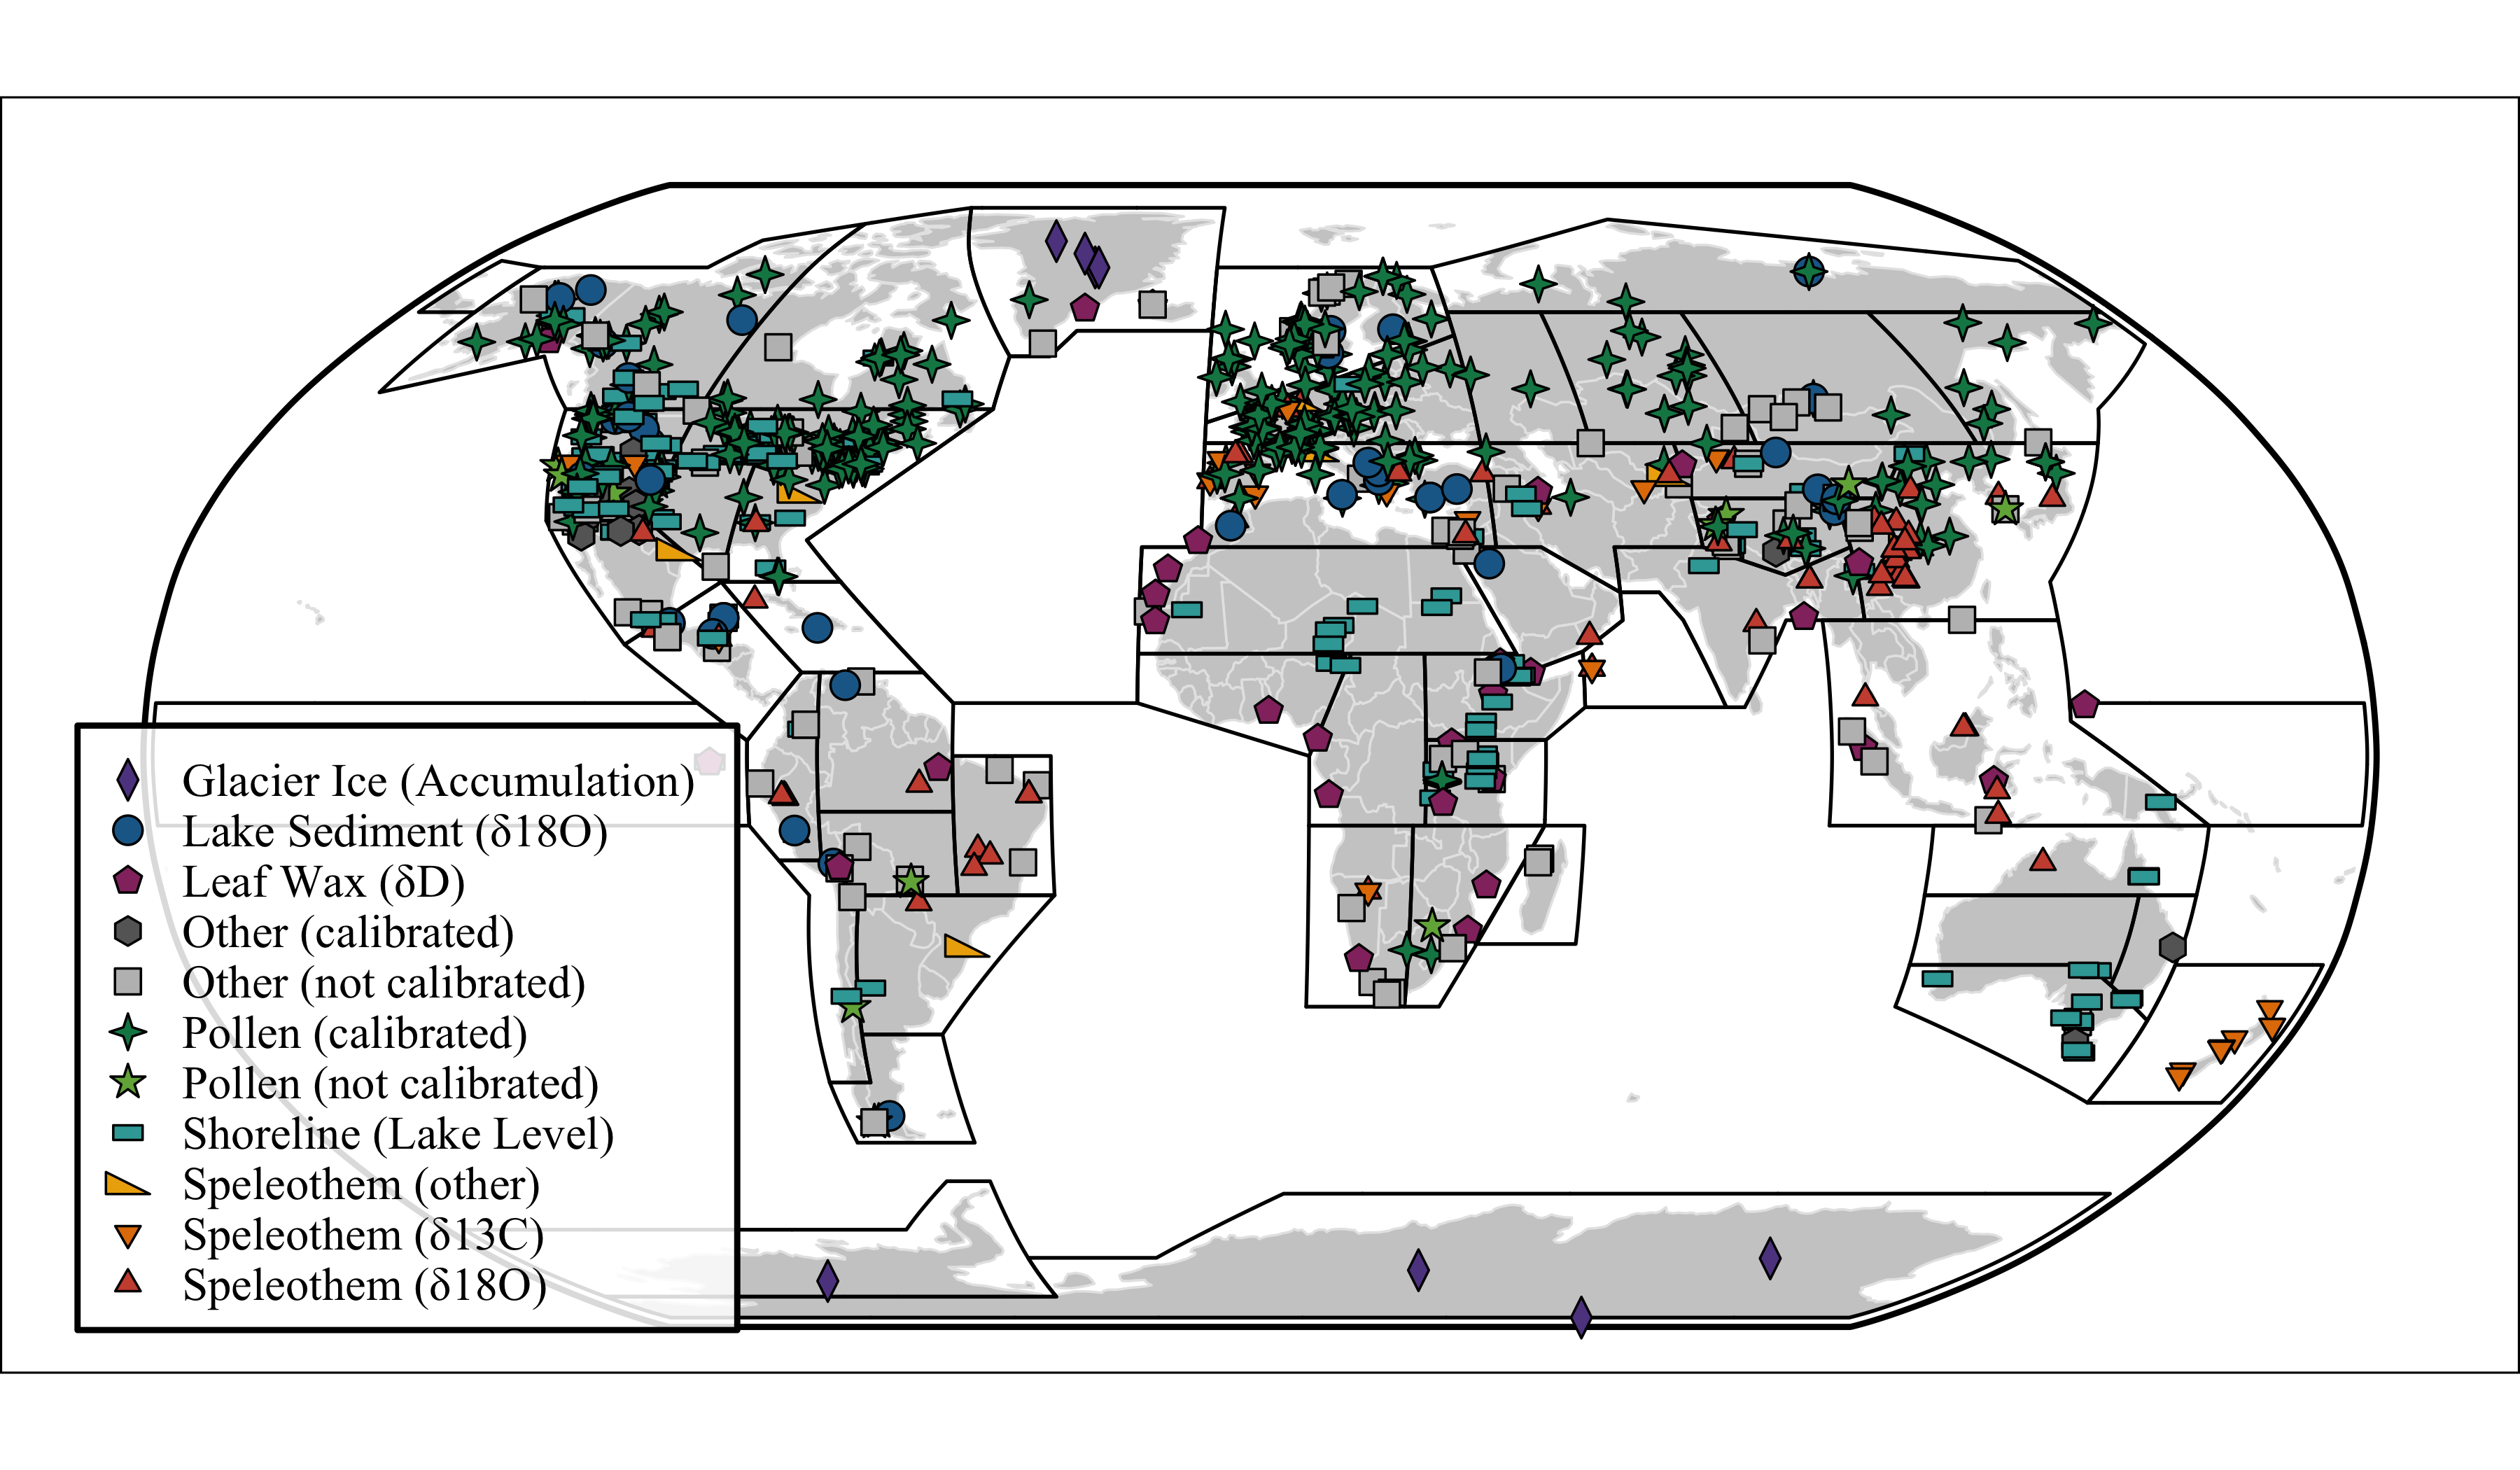 Glacier Ice (Accumulation)
Lake Sediment (δ18O)
Leaf Wax (δD)
Other (calibrated)
Other (not calibrated)
Pollen (calibrated)
Pollen (not calibrated)
Shoreline (Lake Level)
Speleothem (other)
Speleothem (δ13C)
Speleothem (δ18O)